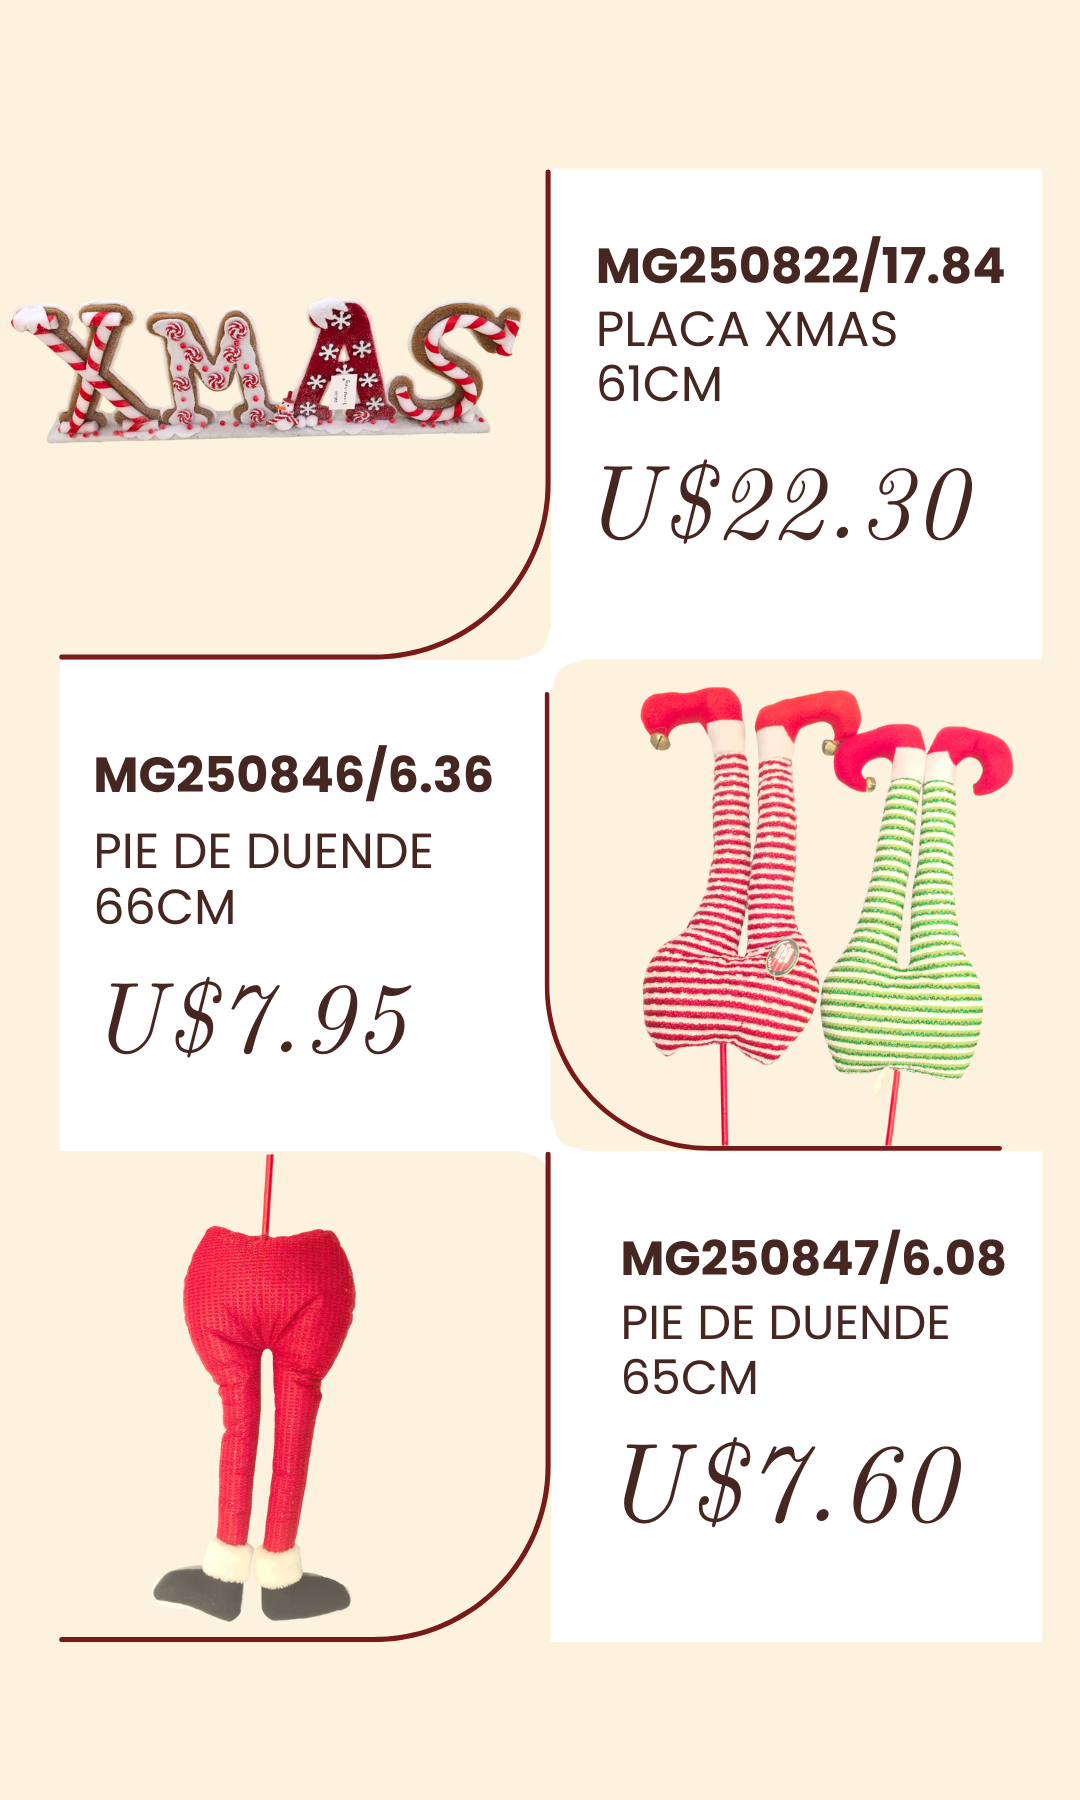 XMAS
MG250822/17.84
PLACA XMAS
61CM
U$22.30
MG250846/6.36
PIE DE DUENDE
66CM
U$7.95
MG250847/6.08
PIE DE DUENDE
65CM
U$7.60